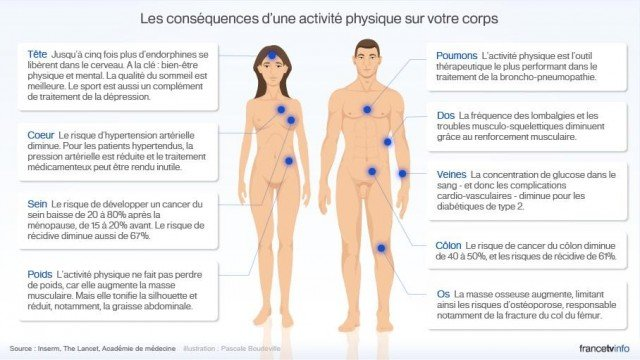 Les conséquences d'une activité physique sur votre corps
Tête Jusqu'à cinq fois plus d'endorphines se
libèrent dans le cerveau. A la clé : bien-être
physique et mental. La qualité du sommeil est
meilleure. Le sport est aussi un complément
de traitement de la dépression.
Coeur Le risque d'hypertension artérielle
diminue. Pour les patients hypertendus, la
pression artérielle est réduite et le traitement
médicamenteux peut être rendu inutile.
Sein Le risque de développer un cancer du
sein baisse de 20 à 80% après la
ménopause, de 15 à 20% avant. Le risque de
récidive diminue aussi de 67%.
Poids L'activité physique ne fait pas perdre
de poids, car elle augmente la masse
musculaire. Mais elle tonifie la silhouette et
réduit, notamment, la graisse abdominale.
Poumons L'activité physique est l'outil
thérapeutique le plus performant dans le
traitement de la broncho-pneumopathie.
Dos La fréquence des lombalgies et les
troubles musculo-squelettiques diminuent
grâce au renforcement musculaire.
Veines La concentration de glucose dans le
sang - et donc les complications
cardio-vasculaires - diminue pour les
diabétiques de type 2.
Côlon Le risque de cancer du côlon diminue
de 40 à 50%, et les risques de récidive de 61%.
Os La masse osseuse augmente, limitant
ainsi les risques d'ostéoporose, responsable
notamment de la fracture du col du fémur.
Source : Inserm, The Lancet, Académie de médecine illustration : Pascale Boudeville
francetvinfo